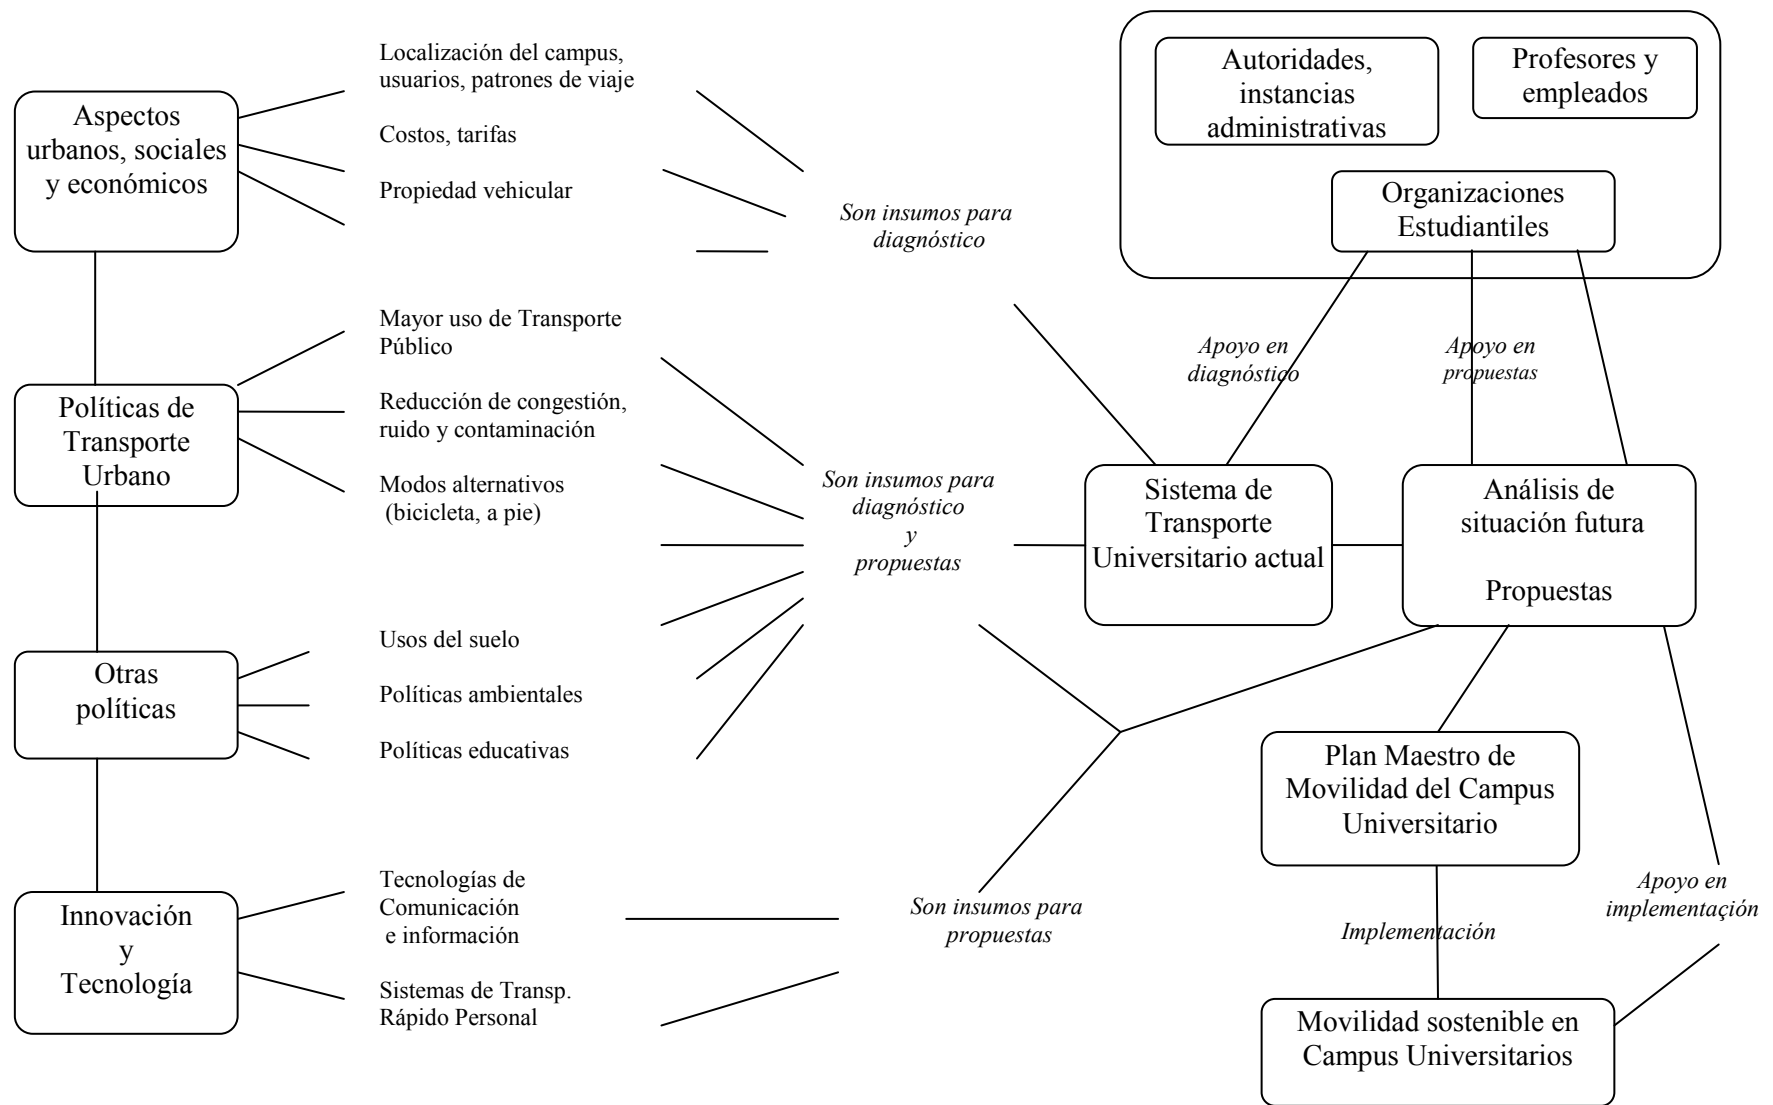 Aspectos
urbanos, sociales
y económicos
Localización del campus,
usuarios, patrones de viaje
Costos, tarifas
Propiedad vehicular
Son insumos para
diagnóstico
Autoridades,
instancias
administrativas
Profesores y
empleados
Organizaciones
Estudiantiles
Políticas de
Transporte
Urbano
Mayor uso de Transporte
Público
Reducción de congestión,
ruido y contaminación
Modos alternativos
(bicicleta, a pie)
Son insumos para
diagnóstico
y
propuestas
Apoyo en
diagnóstico
Apoyo en
propuestas
Sistema de
Transporte
Universitario actual
Análisis de
situación futura
Propuestas
Otras
políticas
Usos del suelo
Políticas ambientales
Políticas educativas
Plan Maestro de
Movilidad del Campus
Universitario
Innovación
y
Tecnología
Tecnologías de
Comunicación
e información
Sistemas de Transp.
Rápido Personal
Son insumos para
propuestas
Implementación
Apoyo en
implementación
Movilidad sostenible en
Campus Universitarios